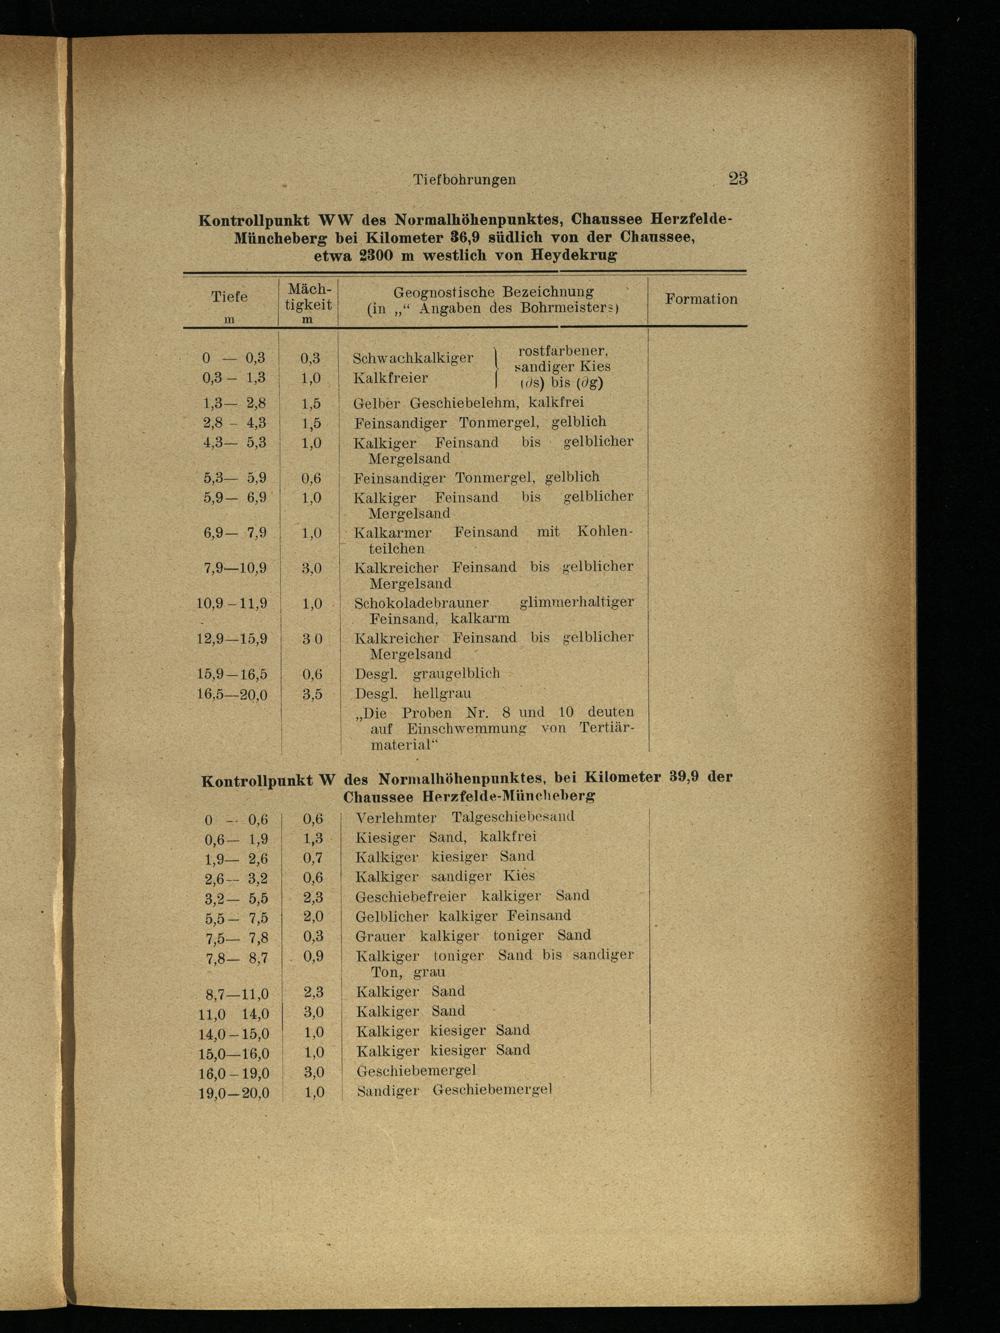 Tiefbohrungen 23
Kontrollpunkt WW des Normalhöhenpunktes, Chaussee Herzfelde-
Müncheberg bei Kilometer 36,9 südlich von der Chaussee,
etwa 2300 m westlich von Heydekrug
Tiefe m | Mäch-tigkeit m | Geognostische Bezeichnung (in „“ Angaben des Bohrmeisters) | Formation
0 — 0,3 0,3 Schwachkalkiger } rostfarbener,
sandiger Kies
0,3 – 1,3 1,0 Kalkfreier } (∂s) bis (∂g)
1,3— 2,8 1,5 Gelber Geschiebelehm, kalkfrei
2,8 – 4,3 1,5 Feinsandiger Tonmergel, gelblich
4,3— 5,3 1,0 Kalkiger Feinsand bis gelblicher
Mergelsand
5,3— 5,9 0,6 Feinsandiger Tonmergel, gelblich
5,9— 6,9 1,0 Kalkiger Feinsand bis gelblicher
Mergelsand
6,9— 7,9 1,0 Kalkarmer Feinsand mit Kohlen-
teilchen
7,9—10,9 3,0 Kalkreicher Feinsand bis gelblicher
Mergelsand
10,9–11,9 1,0 Schokoladebrauner glimmerhaltiger
Feinsand, kalkarm
12,9—15,9 3 0 Kalkreicher Feinsand bis gelblicher
Mergelsand
15,9–16,5 0,6 Desgl. graugelblich
16,5—20,0 3,5 Desgl. hellgrau
„Die Proben Nr. 8 und 10 deuten
auf Einschwemmung von Tertiär-
material“
Kontrollpunkt W des Normalhöhenpunktes, bei Kilometer 39,9 der
Chaussee Herzfelde-Müncheberg
0 — 0,6 0,6 Verlehmter Talgeschiebesand
0,6— 1,9 1,3 Kiesiger Sand, kalkfrei
1,9— 2,6 0,7 Kalkiger kiesiger Sand
2,6— 3,2 0,6 Kalkiger sandiger Kies
3,2— 5,5 2,3 Geschiebefreier kalkiger Sand
5,5— 7,5 2,0 Gelblicher kalkiger Feinsand
7,5— 7,8 0,3 Grauer kalkiger toniger Sand
7,8— 8,7 0,9 Kalkiger toniger Sand bis sandiger
Ton, grau
8,7—11,0 2,3 Kalkiger Sand
11,0 14,0 3,0 Kalkiger Sand
14,0–15,0 1,0 Kalkiger kiesiger Sand
15,0—16,0 1,0 Kalkiger kiesiger Sand
16,0–19,0 3,0 Geschiebemergel
19,0—20,0 1,0 Sandiger Geschiebemergel